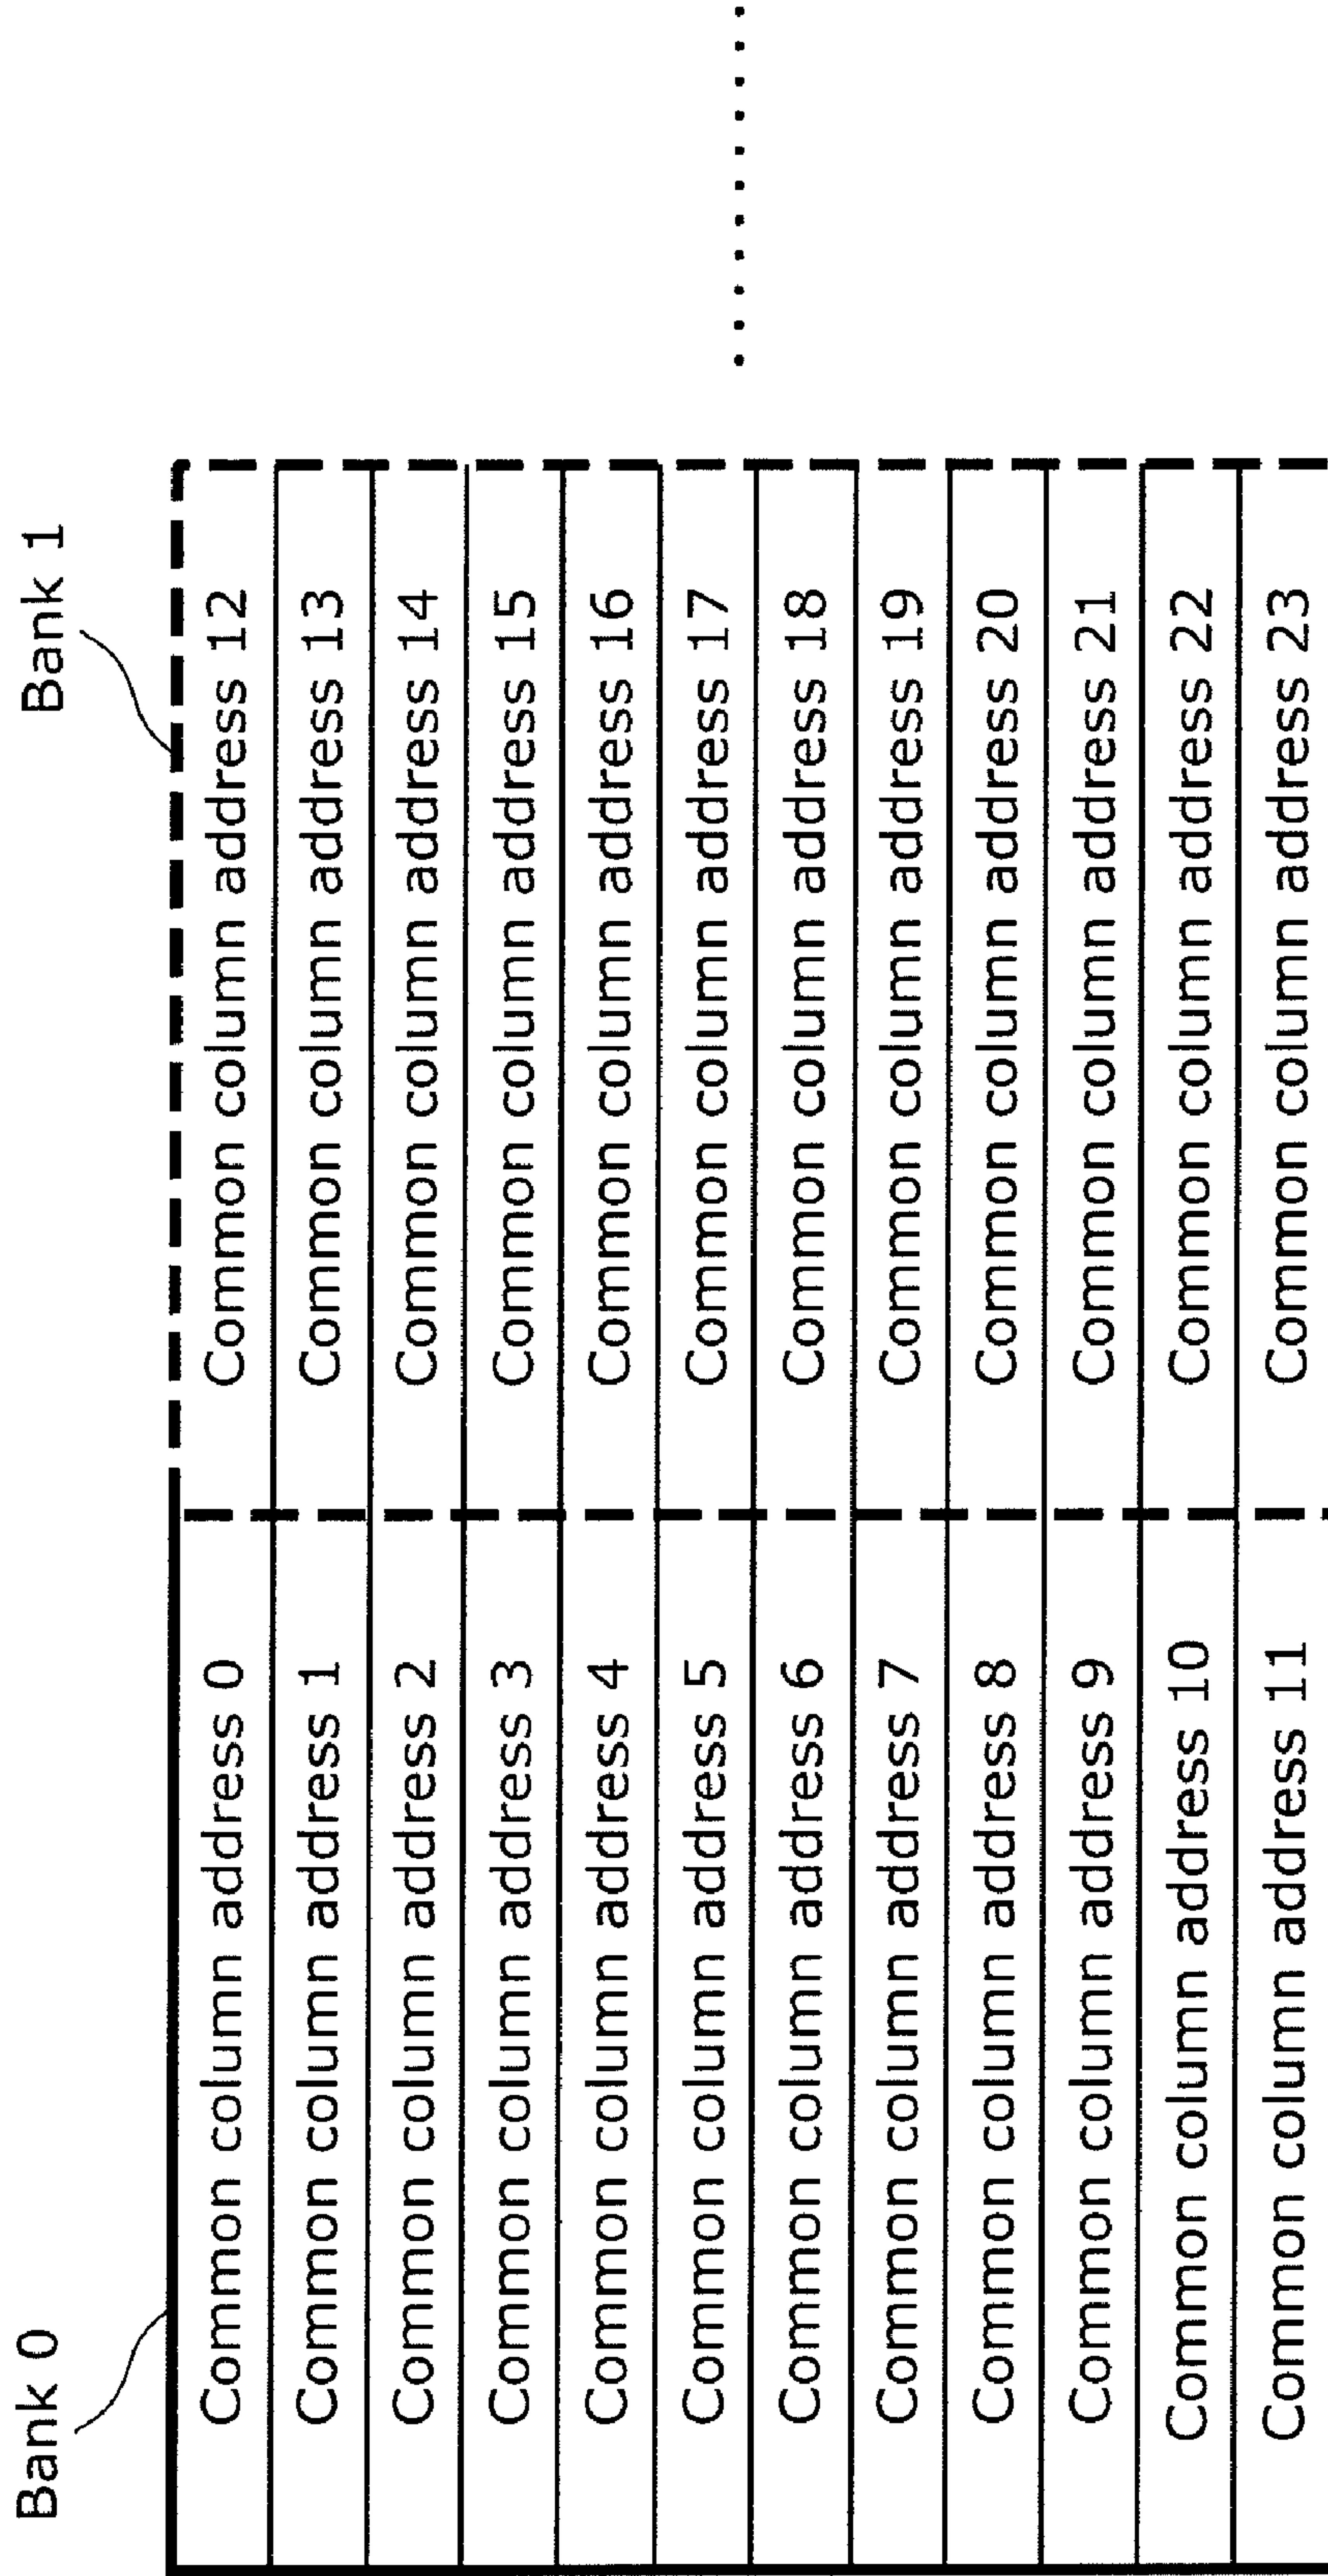 Bank 0
Bank 1
Common column address 0
Common column address 12
Common column address 1
Common column address 13
Common column address 2
Common column address 14
Common column address 3
Common column address 15
Common column address 4
Common column address 16
Common column address 5
Common column address 17
Common column address 6
Common column address 18
Common column address 7
Common column address 19
Common column address 8
Common column address 20
Common column address 9
Common column address 21
Common column address 10
Common column address 22
Common column address 11
Common column address 23